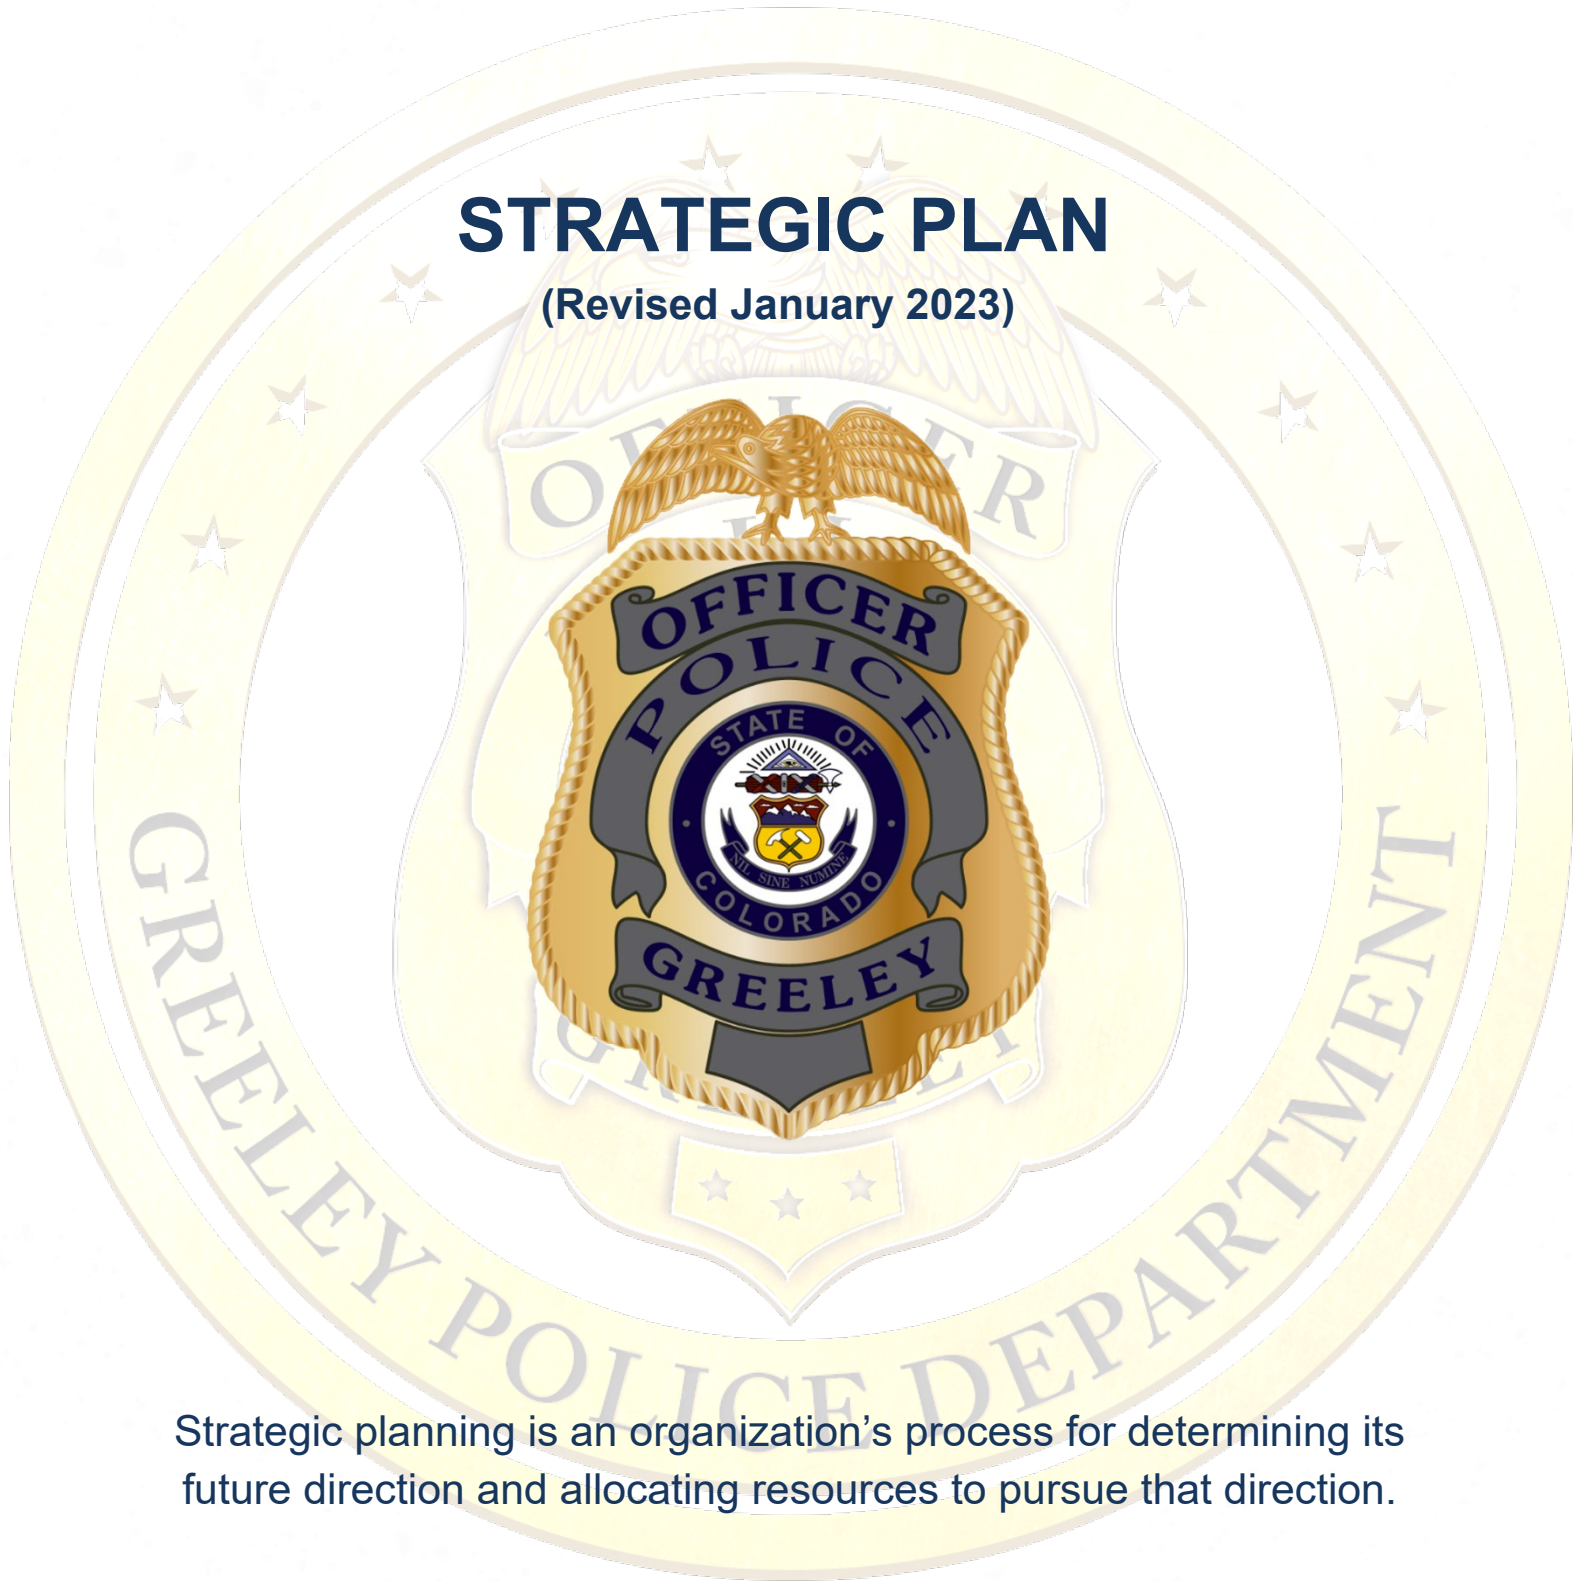 STRATEGIC PLAN
(Revised January 2023)
OFFICER
POLICE
STATE OF
NIL SINE NUMINE
COLORADO
GREELEY
GREELEY POLICE DEPARTMENT
Strategic planning is an organization’s process for determining its
future direction and allocating resources to pursue that direction.